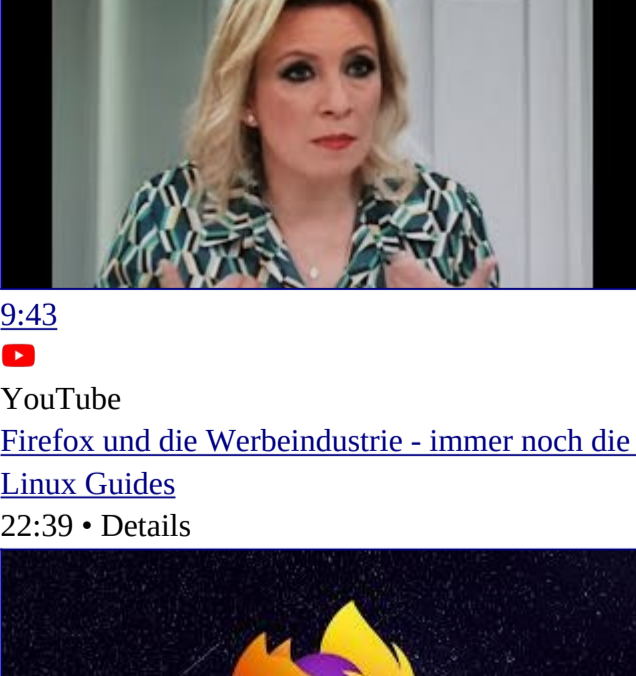 9:43
YouTube
Firefox und die Werbeindustrie - immer noch die
Linux Guides
22:39 • Details